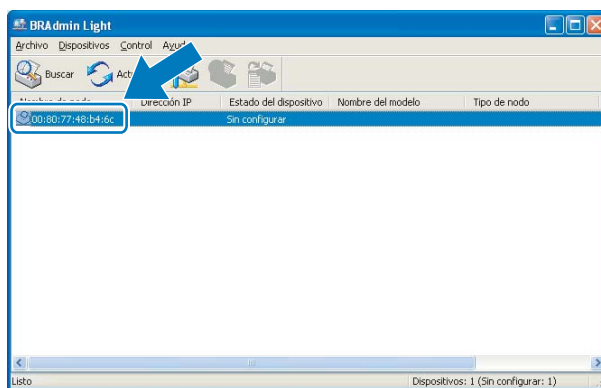 BRAdmin Light
Archivo Dispositivos Control
Buscar
Dirección IP Estado del dispositivo Nombre del modelo Tipo de nodo
00:80:77:48:b4:6c Sin configurar
Listo Dispositivos: 1 (Sin configurar: 1)